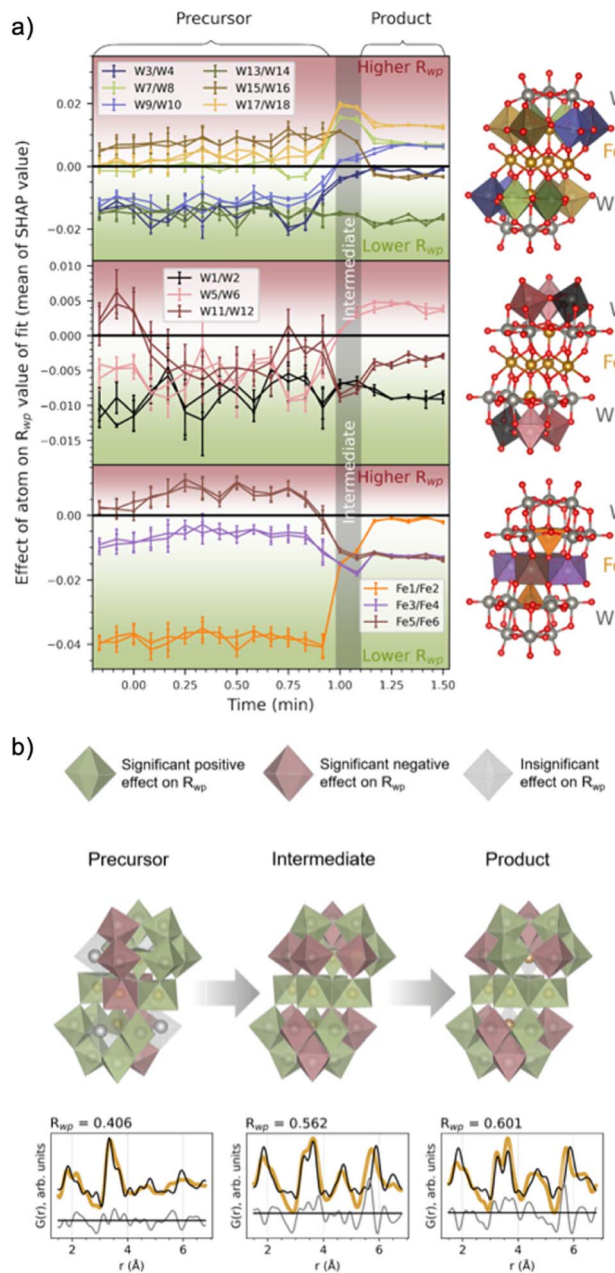 a)
Precursor Product
Higher Rwp
W3/W4 W13/W14
W7/W8 W15/W16
W9/W10 W17/W18
0.02
0.00
−0.02
Lower Rwp
W
Fe
W
0.010
0.005
0.000
−0.005
−0.010
−0.015
W1/W2
W5/W6
W11/W12
Intermediate
Intermediate
Fe
Higher Rwp
0.00
−0.02
−0.04
Fe1/Fe2
Fe3/Fe4
Fe5/Fe6
Lower Rwp
W
Fe
W
Effect of atom on Rwp value of fit (mean of SHAP value)
0.00 0.25 0.50 0.75 1.00 1.25 1.50
Time (min)
b)
Significant positive
effect on Rwp
Significant negative
effect on Rwp
Insignificant
effect on Rwp
Precursor Intermediate Product
Rwp = 0.406 Rwp = 0.562 Rwp = 0.601
G(r), arb. units G(r), arb. units G(r), arb. units
2 4 6 2 4 6 2 4 6
r (Å) r (Å) r (Å)